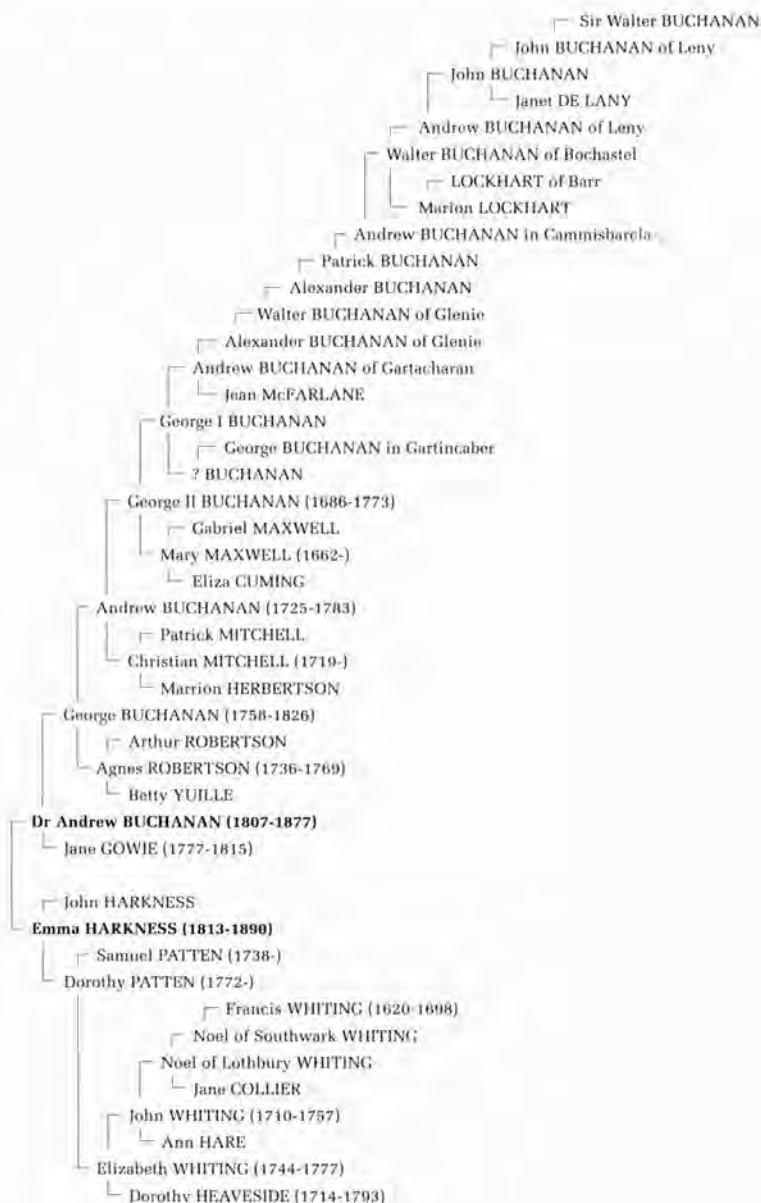 Sir Walter BUCHANAN
John BUCHANAN of Leny
John BUCHANAN
Janet DE LANY
Andrew BUCHANAN of Leny
Walter BUCHANAN of Bochastel
LOCKHART of Barr
Marion LOCKHART
Andrew BUCHANAN in Cammisbarcla
Patrick BUCHANAN
Alexander BUCHANAN
Walter BUCHANAN of Glenie
Alexander BUCHANAN of Glenie
Andrew BUCHANAN of Gartacharan
Jean McFARLANE
George I BUCHANAN
George BUCHANAN in Gartincaber
? BUCHANAN
George II BUCHANAN (1686-1773)
Gabriel MAXWELL
Mary MAXWELL (1662-)
Eliza CUMING
Andrew BUCHANAN (1725-1783)
Patrick MITCHELL
Christian MITCHELL (1719-)
Marrion HERBERTSON
George BUCHANAN (1758-1826)
Arthur ROBERTSON
Agnes ROBERTSON (1736-1769)
Betty YUILLE
Dr Andrew BUCHANAN (1807-1877)
Jane GOWIE (1777-1815)
John HARKNESS
Emma HARKNESS (1813-1890)
Samuel PATTEN (1738-)
Dorothy PATTEN (1772-)
Francis WHITING (1620-1698)
Noel of Southwark WHITING
Noel of Lothbury WHITING
Jane COLLIER
John WHITING (1710-1757)
Ann HARE
Elizabeth WHITING (1744-1777)
Dorothy HEAVESIDE (1714-1793)